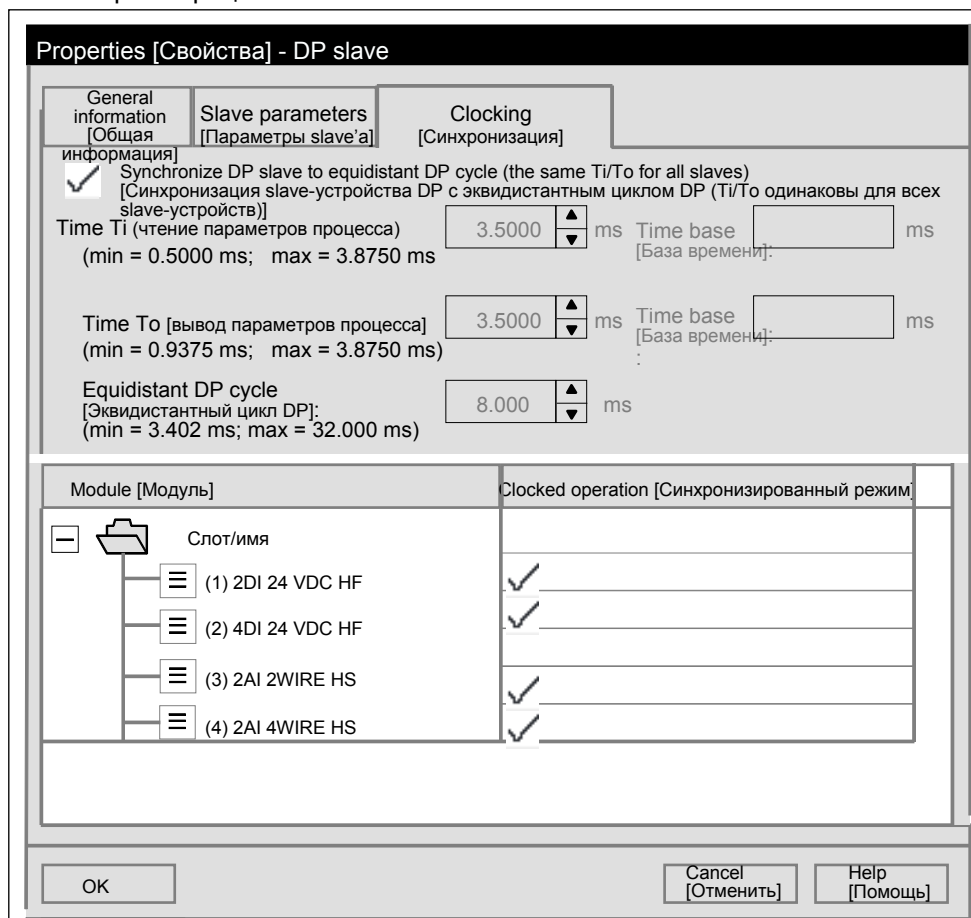 Properties [Свойства] - DP slave
General
information
[Общая
информация]
Slave parameters
[Параметры slave’а]
Clocking
[Синхронизация]
Synchronize DP slave to equidistant DP cycle (the same Ti/To for all slaves)
[Синхронизация slave-устройства DP с эквидистантным циклом DP (Ti/To одинаковы для всех
slave-устройств)]
Time Ti (чтение параметров процесса)
3.5000 ms Time base ms
[База времени]:
(min = 0.5000 ms; max = 3.8750 ms
Time To [вывод параметров процесса]
3.5000 ms Time base ms
[База времени]:
:
(min = 0.9375 ms; max = 3.8750 ms)
Equidistant DP cycle
[Эквидистантный цикл DP]:
8.000 ms
(min = 3.402 ms; max = 32.000 ms)
Module [Модуль] Clocked operation [Синхронизированный режим]
Слот/имя
(1) 2DI 24 VDC HF
(2) 4DI 24 VDC HF
(3) 2AI 2WIRE HS
(4) 2AI 4WIRE HS
OK
Cancel
[Отменить]
Help
[Помощь]